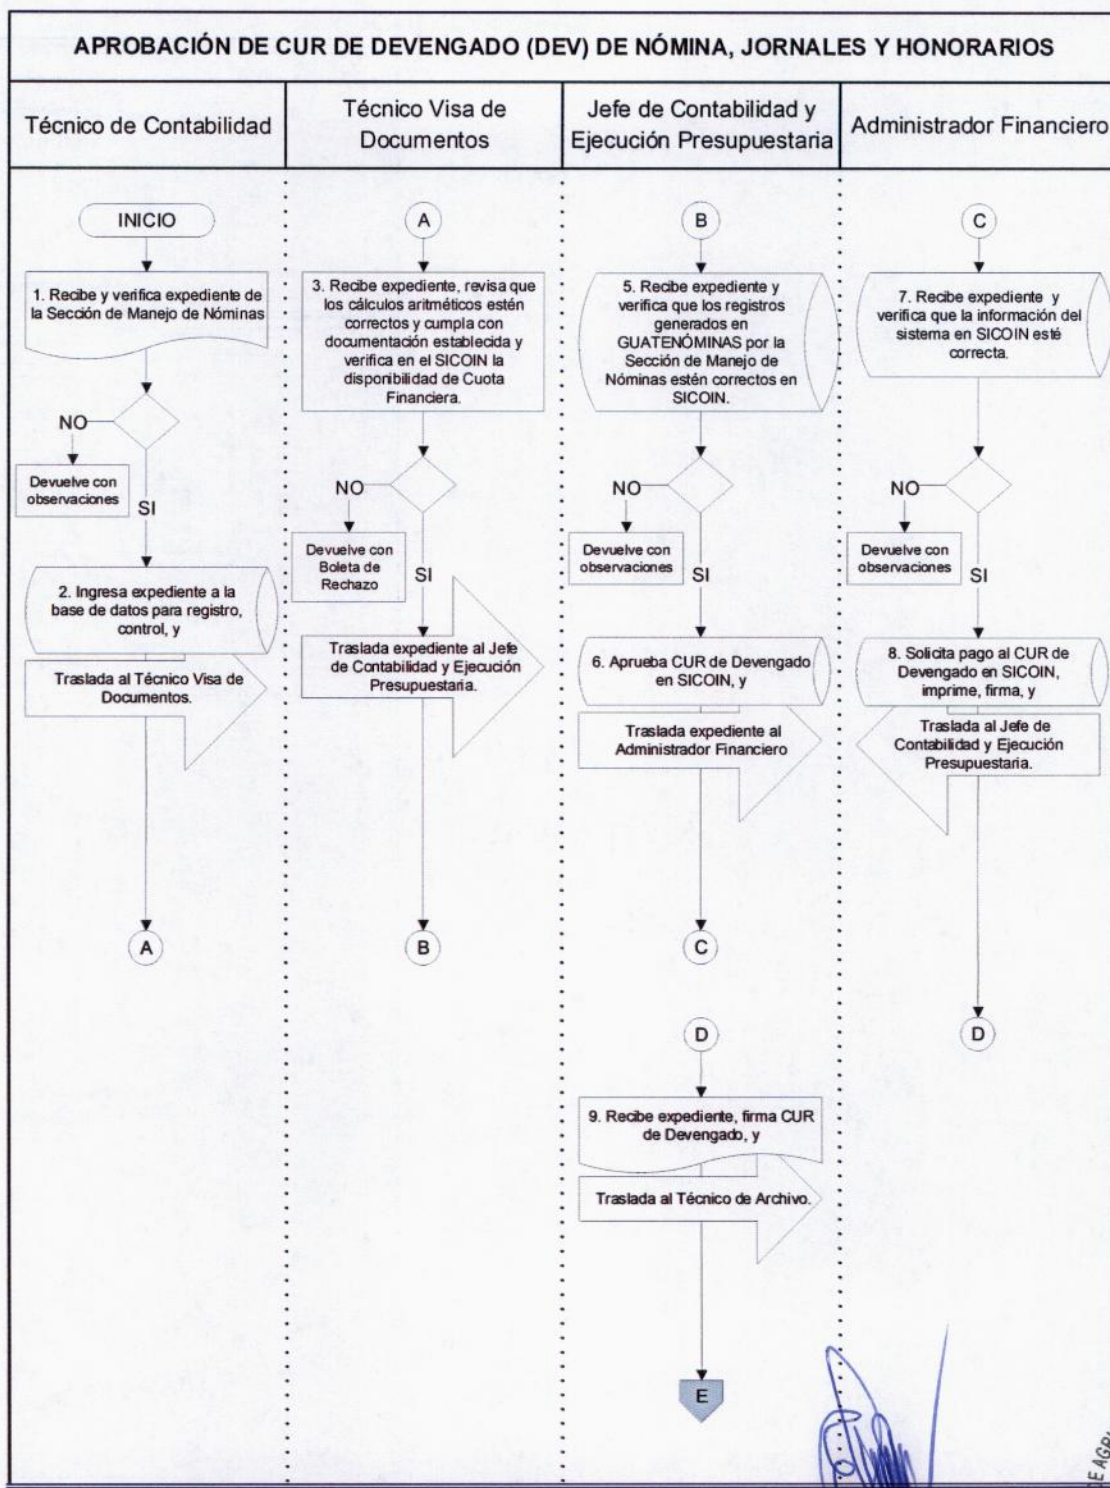 APROBACIÓN DE CUR DE DEVENGADO (DEV) DE NÓMINA, JORNALES Y HONORARIOS
Técnico de Contabilidad
Técnico Visa de
Documentos
Jefe de Contabilidad y
Ejecución Presupuestaria
Administrador Financiero
INICIO
1. Recibe y verifica expediente de
la Sección de Manejo de Nóminas
NO
Devuelve con
observaciones
SI
2. Ingresa expediente a la
base de datos para registro,
control, y
Traslada al Técnico Visa de
Documentos.
A
A
3. Recibe expediente, revisa que
los cálculos aritméticos estén
correctos y cumpla con
documentación establecida y
verifica en el SICOIN la
disponibilidad de Cuota
Financiera.
NO
Devuelve con
Boleta de
Rechazo
SI
Traslada expediente al Jefe
de Contabilidad y Ejecución
Presupuestaria.
B
B
5. Recibe expediente y
verifica que los registros
generados en
GUATENÓMINAS por la
Sección de Manejo de
Nóminas estén correctos en
SICOIN.
NO
Devuelve con
observaciones
SI
6. Aprueba CUR de Devengado
en SICOIN, y
Traslada expediente al
Administrador Financiero
C
C
7. Recibe expediente y
verifica que la información del
sistema en SICOIN esté
correcta.
NO
Devuelve con
observaciones
SI
8. Solicita pago al CUR de
Devengado en SICOIN,
imprime, firma, y
Traslada al Jefe de
Contabilidad y Ejecución
Presupuestaria.
D
D
9. Recibe expediente, firma CUR
de Devengado, y
Traslada al Técnico de Archivo.
E